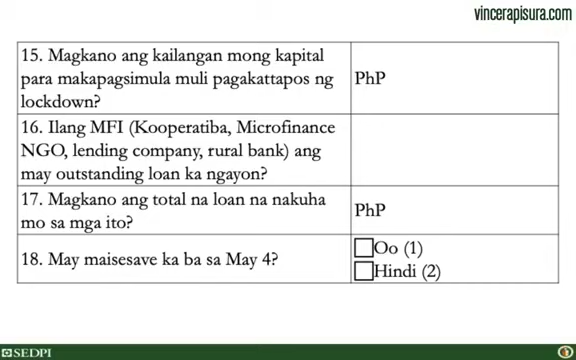 vincerapisura.com
15. Magkano ang kailangan mong kapital
para makapagsimula muli pagakattapos ng
lockdown?
PhP
16. Ilang MFI (Kooperatiba, Microfinance
NGO, lending company, rural bank) ang
may outstanding loan ka ngayon?
17. Magkano ang total na loan na nakuha
mo sa mga ito?
PhP
18. May maisesave ka ba sa May 4?
Oo (1)
Hindi (2)
SEDPI